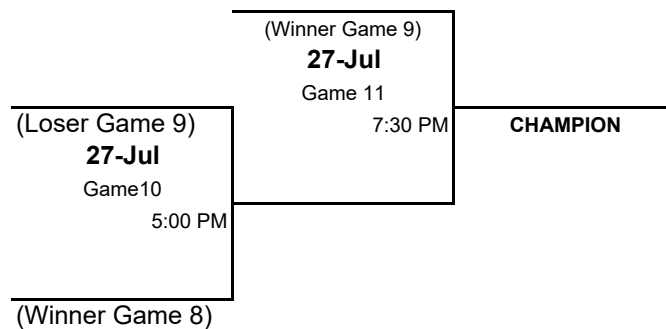 (Winner Game 9)
27-Jul
Game 11
7:30 PM
CHAMPION
(Loser Game 9)
27-Jul
Game10
5:00 PM
(Winner Game 8)